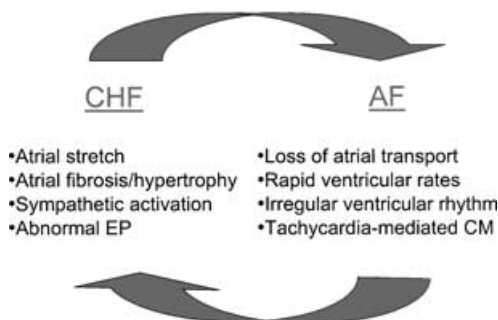 CHF
•Atrial stretch
•Atrial fibrosis/hypertrophy
•Sympathetic activation
•Abnormal EP
AF
•Loss of atrial transport
•Rapid ventricular rates
•Irregular ventricular rhythm
•Tachycardia-mediated CM